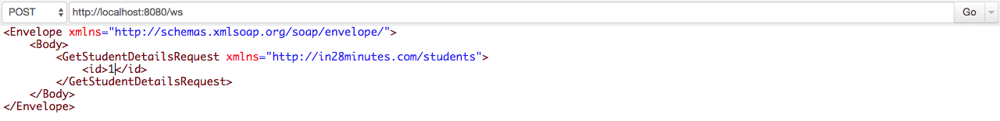 POST http://localhost:8080/ws Go
<Envelope xmlns="http://schemas.xmlsoap.org/soap/envelope/">
    <Body>
        <GetStudentDetailsRequest xmlns="http://in28minutes.com/students">
            <id>1</id>
        </GetStudentDetailsRequest>
    </Body>
</Envelope>